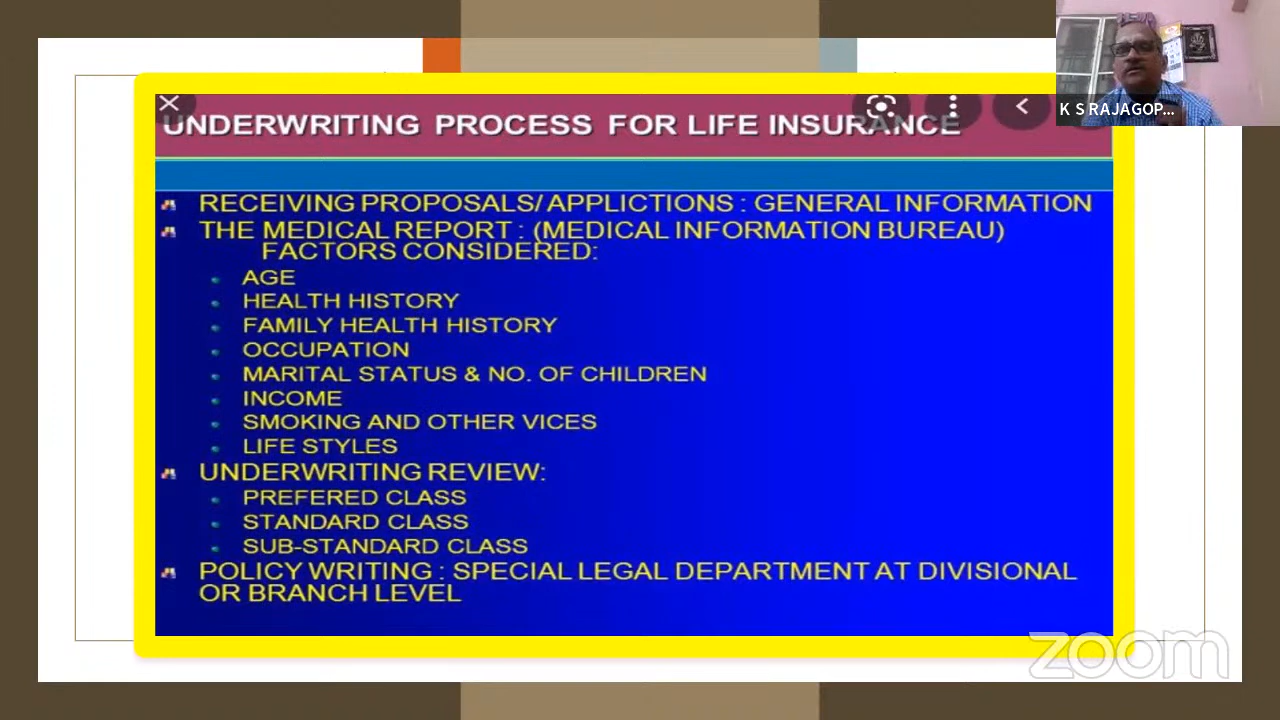 UNDERWRITING PROCESS FOR LIFE INSURANCE
K S RAJAGOP...
RECEIVING PROPOSALS/ APPLICTIONS : GENERAL INFORMATION
THE MEDICAL REPORT : (MEDICAL INFORMATION BUREAU)
FACTORS CONSIDERED:
AGE
HEALTH HISTORY
FAMILY HEALTH HISTORY
OCCUPATION
MARITAL STATUS & NO. OF CHILDREN
INCOME
SMOKING AND OTHER VICES
LIFE STYLES
UNDERWRITING REVIEW:
PREFERED CLASS
STANDARD CLASS
SUB-STANDARD CLASS
POLICY WRITING : SPECIAL LEGAL DEPARTMENT AT DIVISIONAL
OR BRANCH LEVEL
zoom